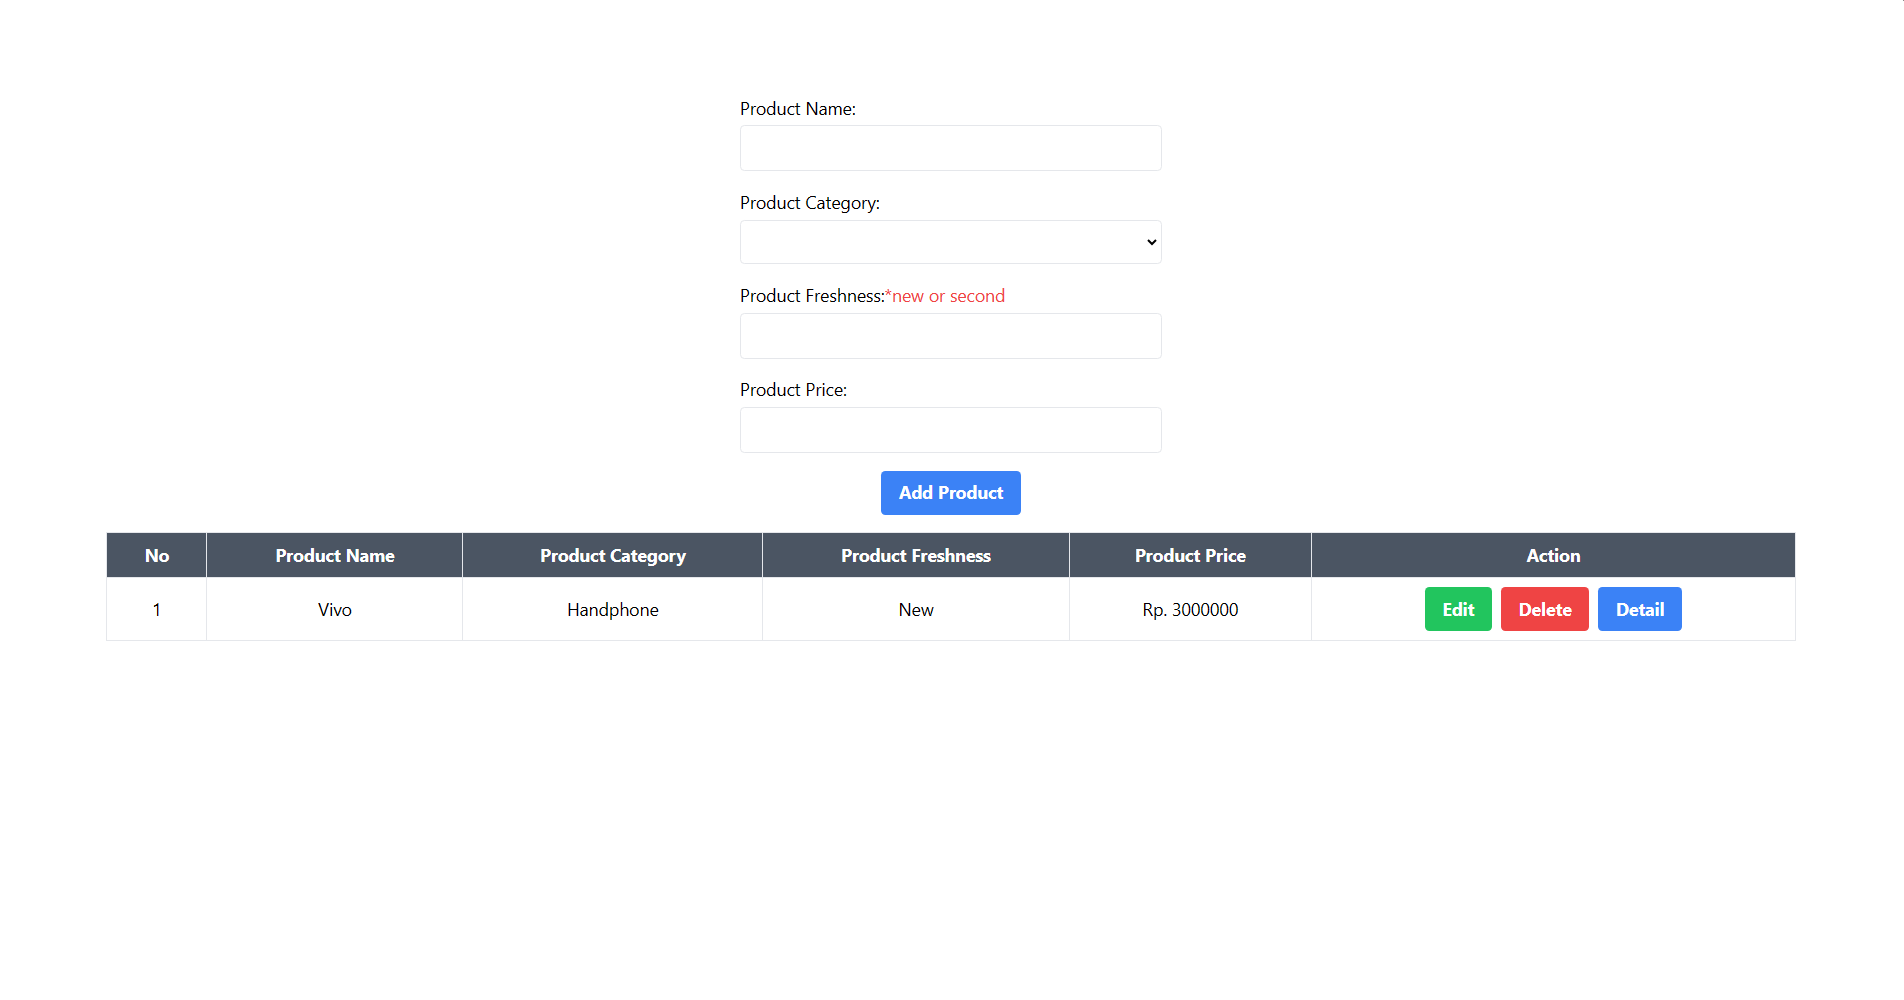 Product Name:
Product Category:
Product Freshness:*new or second
Product Price:
Add Product
No Product Name Product Category Product Freshness Product Price Action
1 Vivo Handphone New Rp. 3000000 Edit Delete Detail